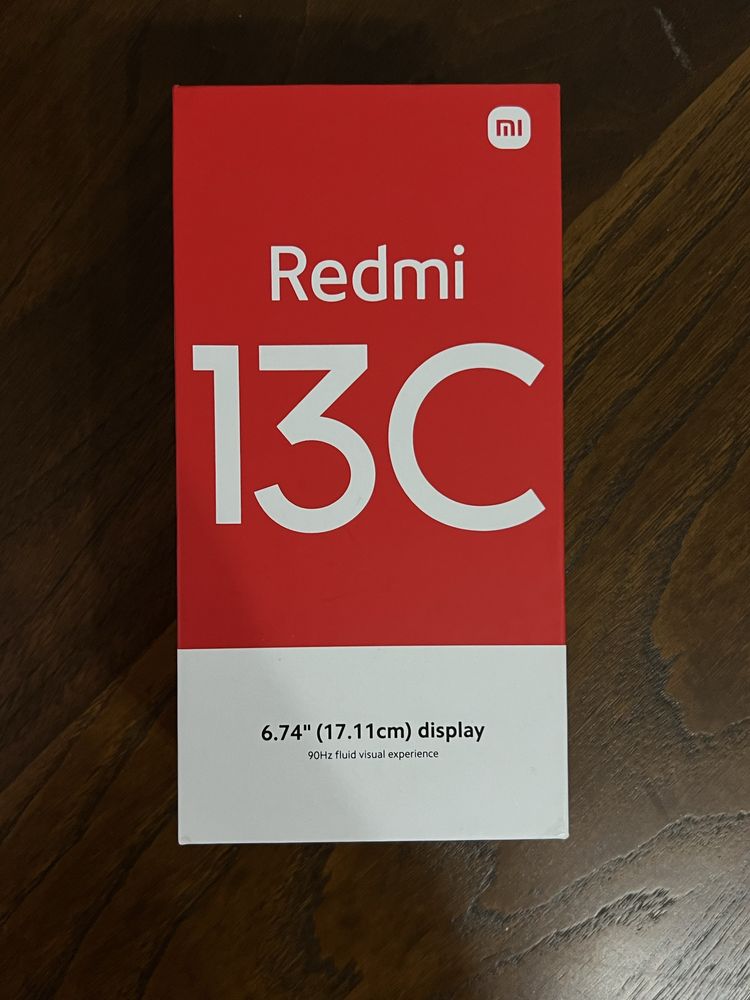 mi
Redmi
13C
6.74" (17.11cm) display
90Hz fluid visual experience